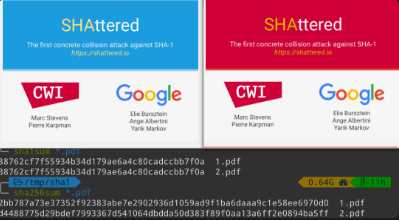 SHAttered
The first concrete collision attack against SHA-1
https://shattered.io
CWI
Google
Marc Stevens
Pierre Karpman
Elie Bursztein
Ange Albertini
Yarik Markov
SHAttered
The first concrete collision attack against SHA-1
https://shattered.io
CWI
Google
Marc Stevens
Pierre Karpman
Elie Bursztein
Ange Albertini
Yarik Markov
sha1sum *.pdf
38762cf7f55934b34d179ae6a4c80cadccbb7f0a 1.pdf
38762cf7f55934b34d179ae6a4c80cadccbb7f0a 2.pdf
/tmp/sha1
0.64G
11h
sha256sum *.pdf
2bb787a73e37352f92383abe7e2902936d1059ad9f1ba6daaa9c1e58ee6970d0 1.pdf
d4488775d29bdef7993367d541064dbdda50d383f89f0aa13a6ff2e0894ba5ff 2.pdf